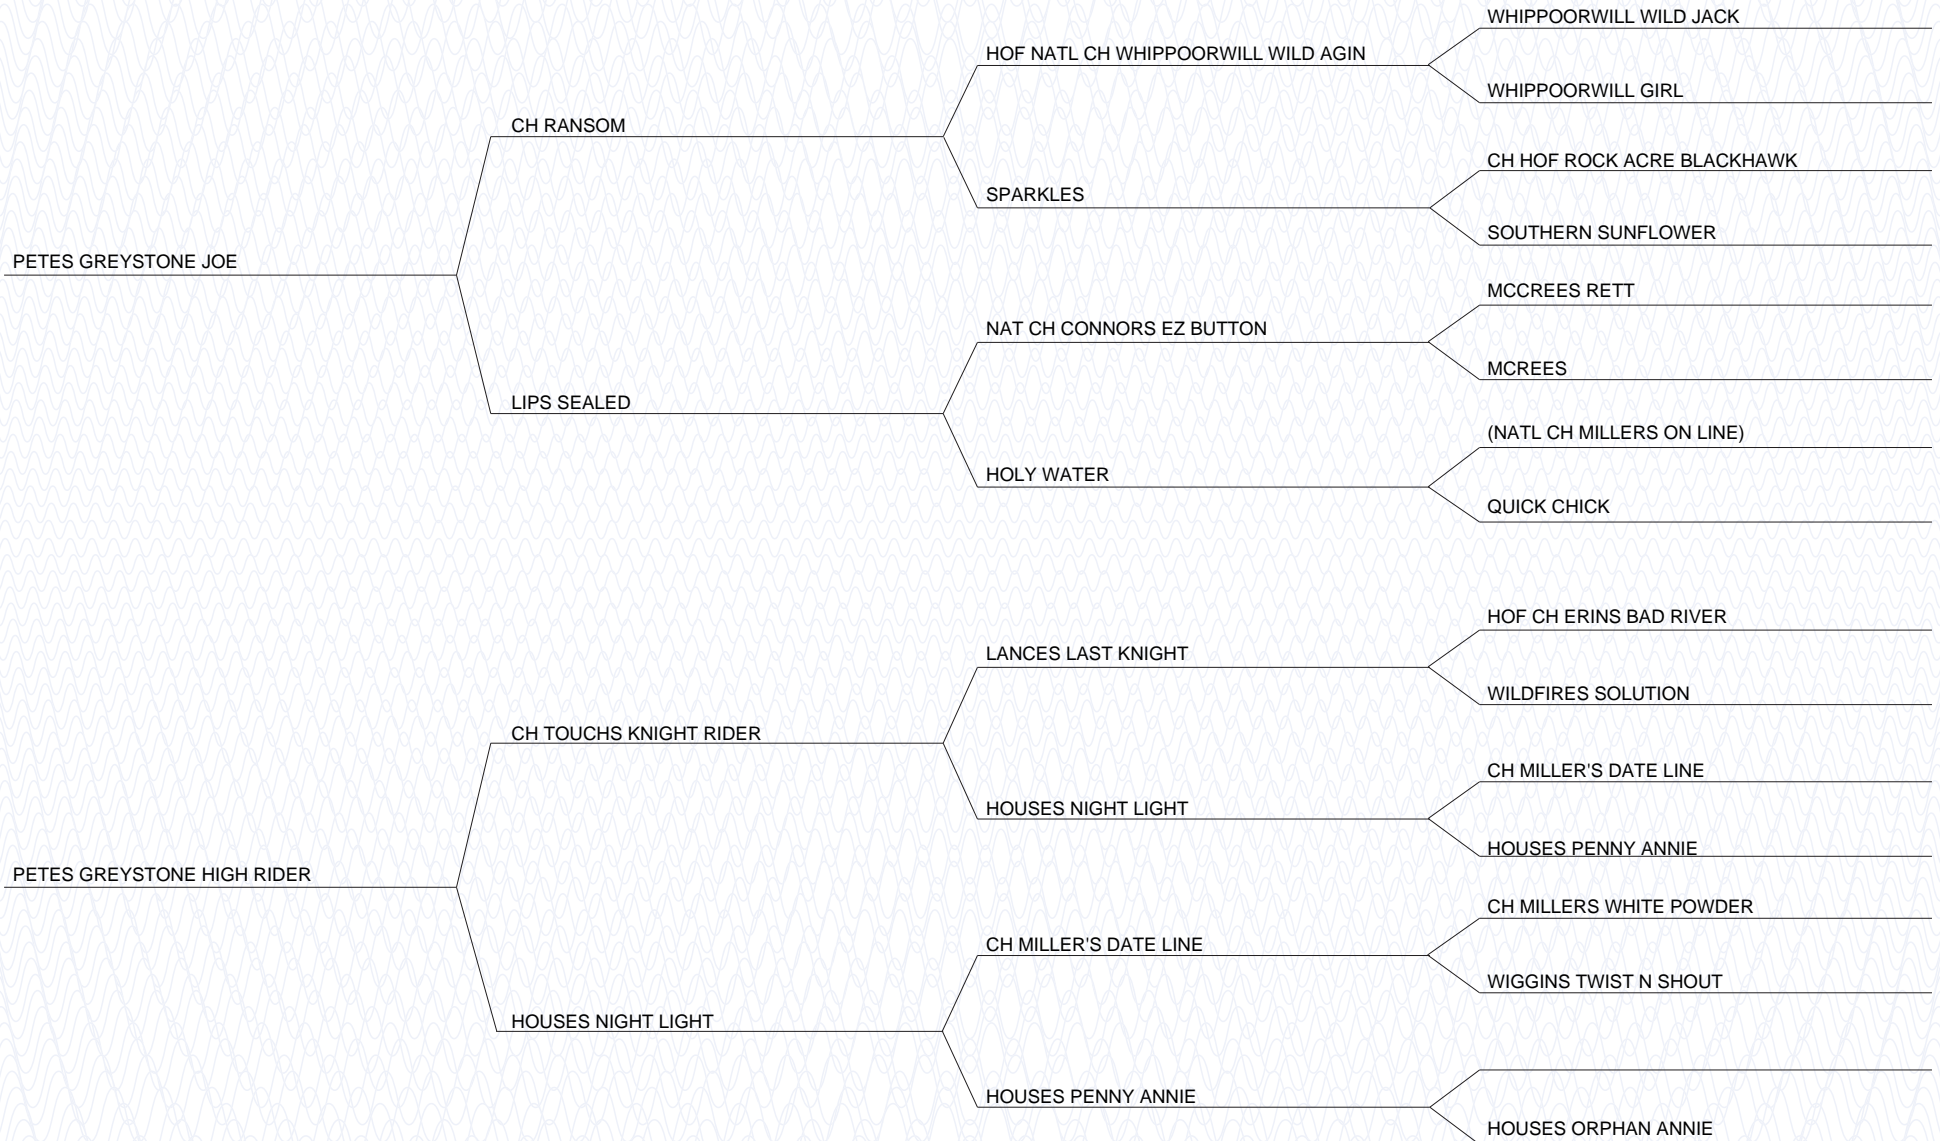 WHIPPOORWILL WILD JACK
HOF NATL CH WHIPPOORWILL WILD AGIN
WHIPPOORWILL GIRL
CH RANSOM
CH HOF ROCK ACRE BLACKHAWK
SPARKLES
SOUTHERN SUNFLOWER
PETES GREYSTONE JOE
MCCREES RETT
NAT CH CONNORS EZ BUTTON
MCREES
LIPS SEALED
(NATL CH MILLERS ON LINE)
HOLY WATER
QUICK CHICK
HOF CH ERINS BAD RIVER
LANCES LAST KNIGHT
WILDFIRES SOLUTION
CH TOUCHS KNIGHT RIDER
CH MILLER'S DATE LINE
HOUSES NIGHT LIGHT
HOUSES PENNY ANNIE
PETES GREYSTONE HIGH RIDER
CH MILLERS WHITE POWDER
CH MILLER'S DATE LINE
WIGGINS TWIST N SHOUT
HOUSES NIGHT LIGHT
HOUSES PENNY ANNIE
HOUSES ORPHAN ANNIE